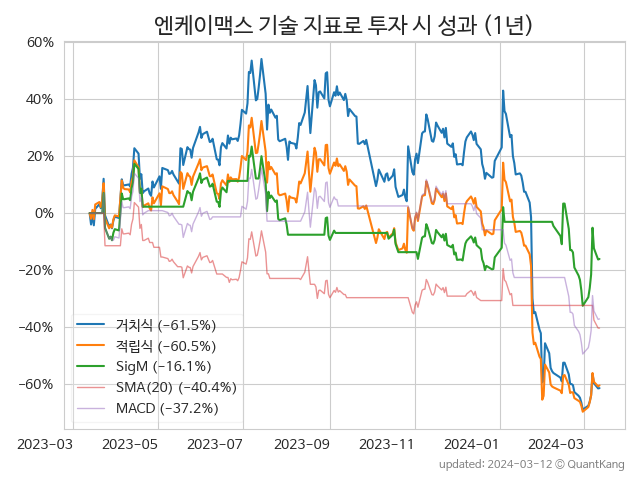 엔케이맥스 기술 지표로 투자 시 성과 (1년)
60%
40%
20%
0%
−20%
−40%
−60%
거치식 (−61.5%)
적립식 (−60.5%)
SigM (−16.1%)
SMA(20) (−40.4%)
MACD (−37.2%)
2023-03 2023-05 2023-07 2023-09 2023-11 2024-01 2024-03
updated: 2024-03-12 © QuantKang